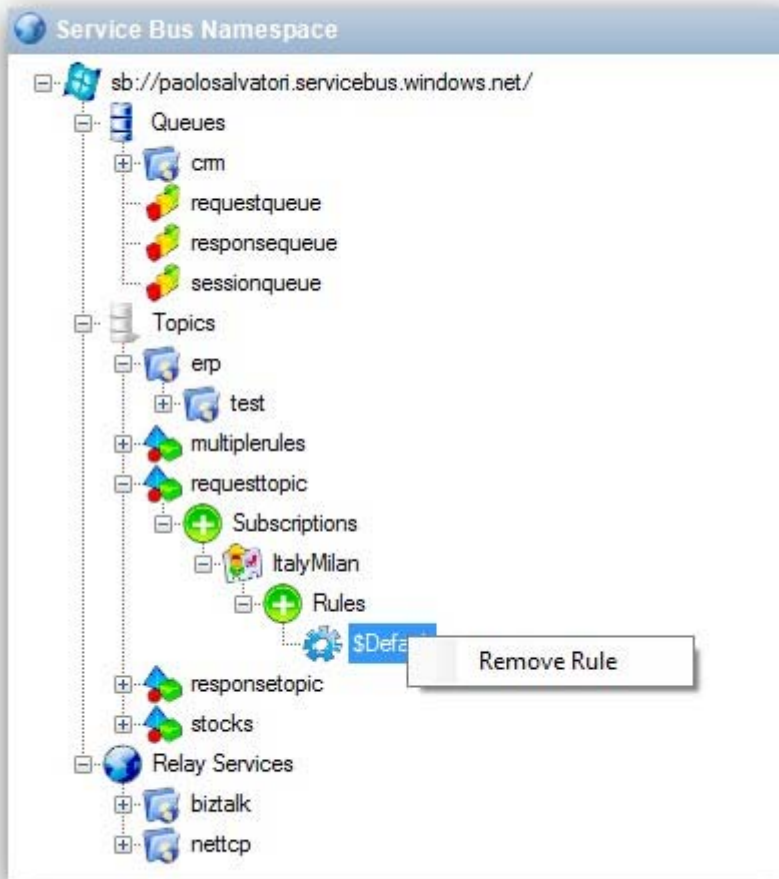 Service Bus Namespace
sb://paolosalvatori.servicebus.windows.net/
Queues
crm
requestqueue
responsequeue
sessionqueue
Topics
erp
test
multiplerules
requesttopic
Subscriptions
ItalyMilan
Rules
Remove Rule
responsetopic
stocks
Relay Services
biztalk
nettcp